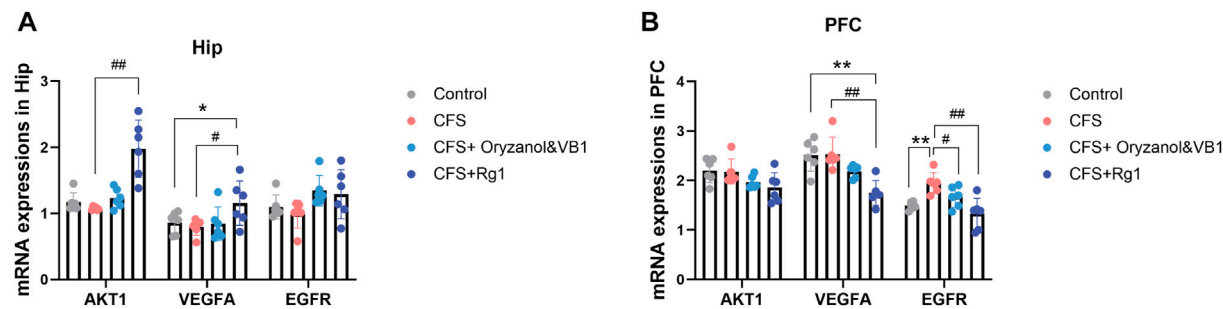 A
Hip
mRNA expressions in Hip
3
2
1
0
##
*
#
AKT1
VEGFA
EGFR
Control
CFS
CFS+ Oryzanol&VB1
CFS+Rg1
B
PFC
mRNA expressions in PFC
4
3
2
1
0
**
##
**
#
##
AKT1
VEGFA
EGFR
Control
CFS
CFS+ Oryzanol&VB1
CFS+Rg1